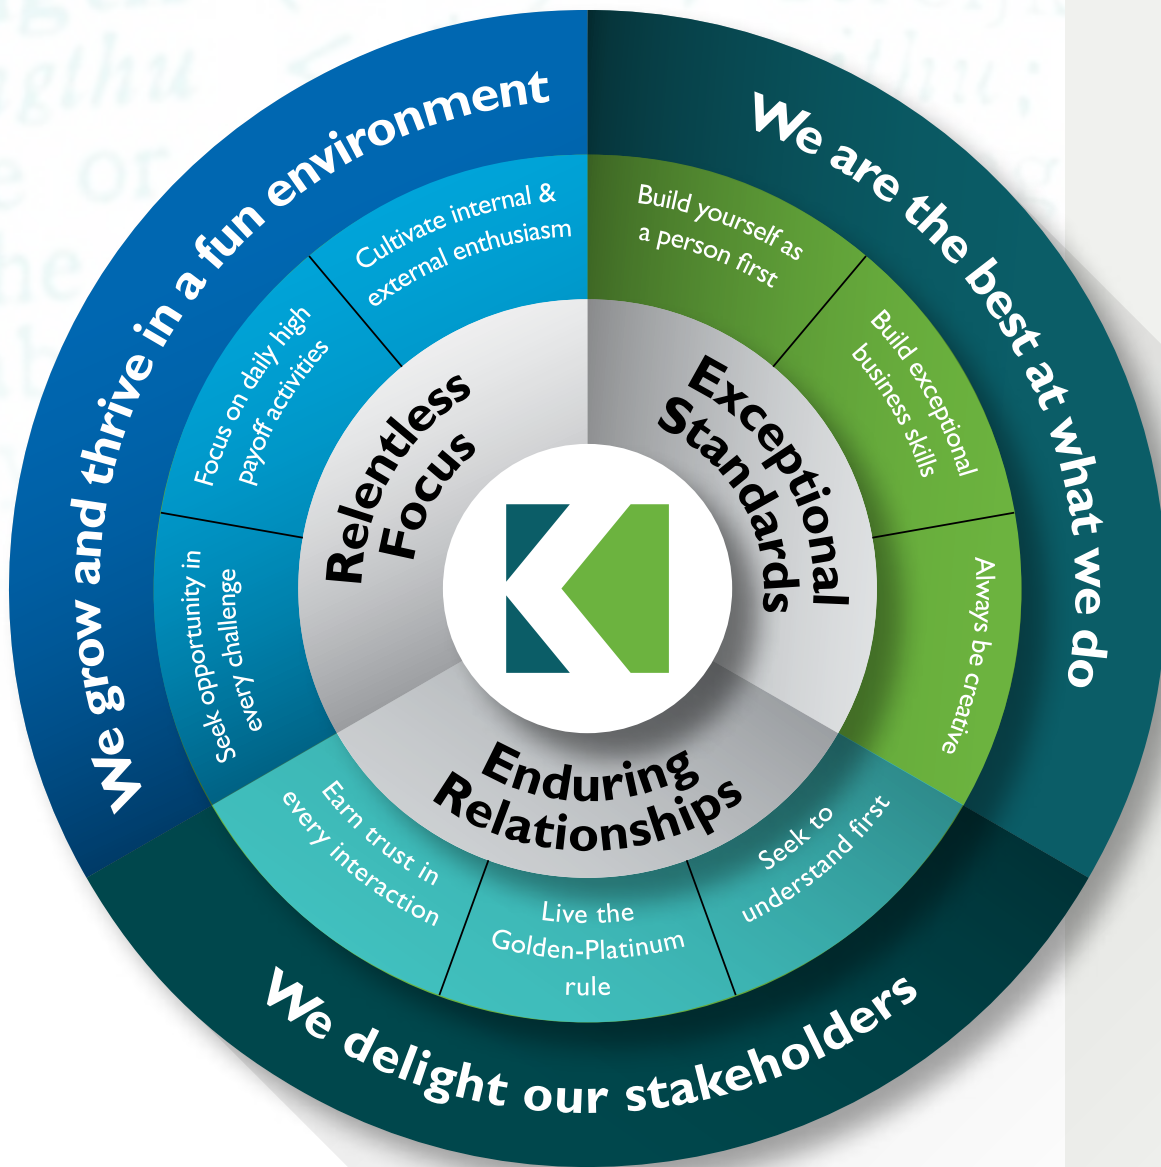 We grow and thrive in a fun environment
We are the best at what we do
We delight our stakeholders
Cultivate internal &
external enthusiasm
Focus on daily high
payoff activities
Seek opportunity in
every challenge
Build yourself as
a person first
Build exceptional
business skills
Always be creative
Seek to
understand first
Live the
Golden-Platinum
rule
Earn trust in
every interaction
Relentless
Focus
Exceptional
Standards
Enduring
Relationships
K